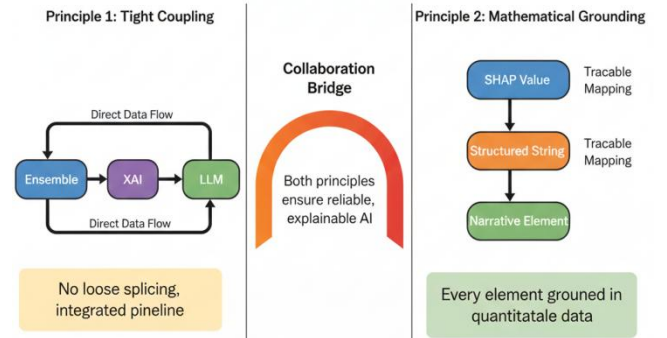 Principle 1: Tight Coupling
Direct Data Flow
Ensemble
XAI
LLM
Direct Data Flow
No loose splicing,
integrated pineline
Collaboration
Bridge
Both principles
ensure reliable,
explainable AI
Principle 2: Mathematical Grounding
SHAP Value
Tracable
Mapping
Structured String
Tracable
Mapping
Narrative Element
Every element grouned in
quantitatale data